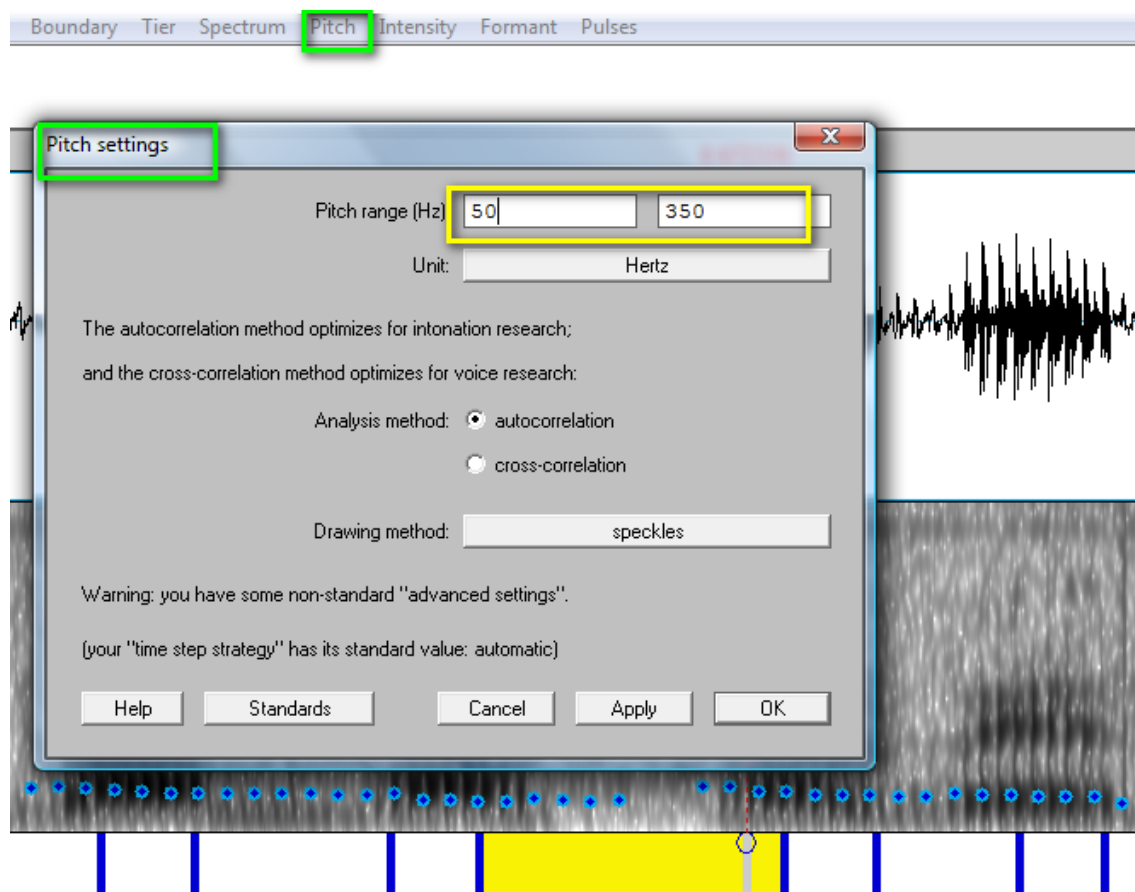 Boundary Tier Spectrum Pitch Intensity Formant Pulses
Pitch settings
Pitch range (Hz) 50 350
Unit: Hertz
The autocorrelation method optimizes for intonation research;
and the cross-correlation method optimizes for voice research:
Analysis method: autocorrelation
cross-correlation
Drawing method: speckles
Warning: you have some non-standard "advanced settings".
(your "time step strategy" has its standard value: automatic)
Help Standards Cancel Apply OK